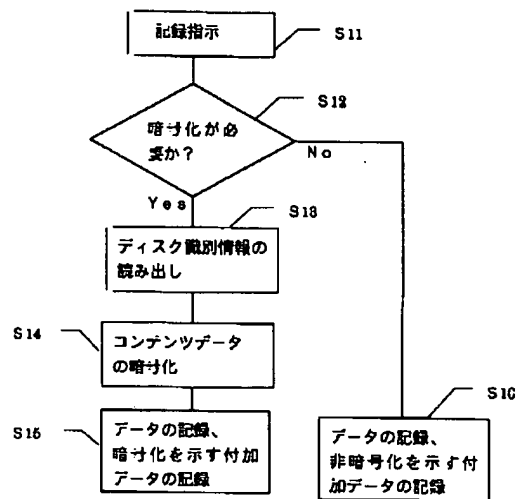 記録指示
S11
S12
暗号化が必
要か?
No
Yes
S13
ディスク識別情報の
読み出し
S14
コンテンツデータ
の暗号化
S15
データの記録、
暗号化を示す付加
データの記録
S16
データの記録、
非暗号化を示す付
加データの記録